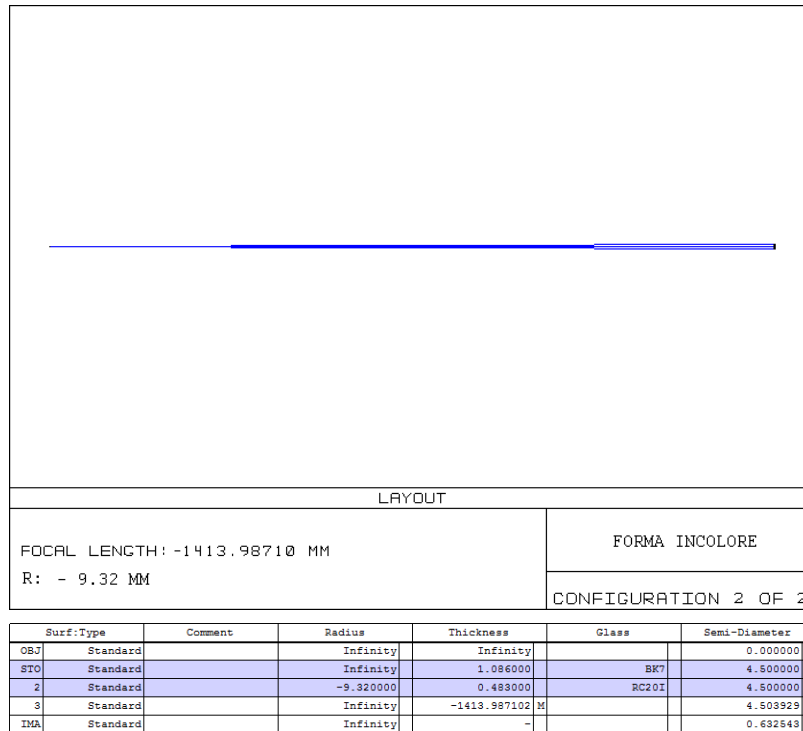 LAYOUT
FOCAL LENGTH: -1413.98710 MM
R: - 9.32 MM
FORMA INCOLORE
CONFIGURATION 2 OF 2
Surf:Type Comment Radius Thickness Glass Semi-Diameter
OBJ Standard Infinity Infinity 0.000000
STO Standard Infinity 1.086000 BK7 4.500000
2 Standard -9.320000 0.483000 RC20I 4.500000
3 Standard Infinity -1413.987102 M 4.503929
IMA Standard Infinity - 0.632543